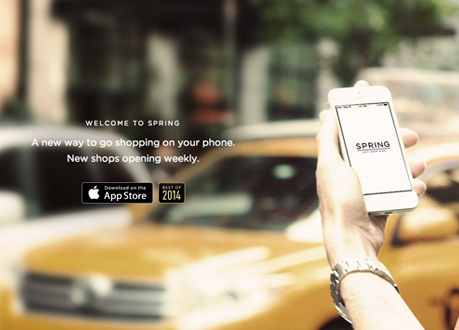 WELCOME TO SPRING
A new way to go shopping on your phone.
New shops opening weekly.
Download on the
App Store
BEST OF
2014
SPRING